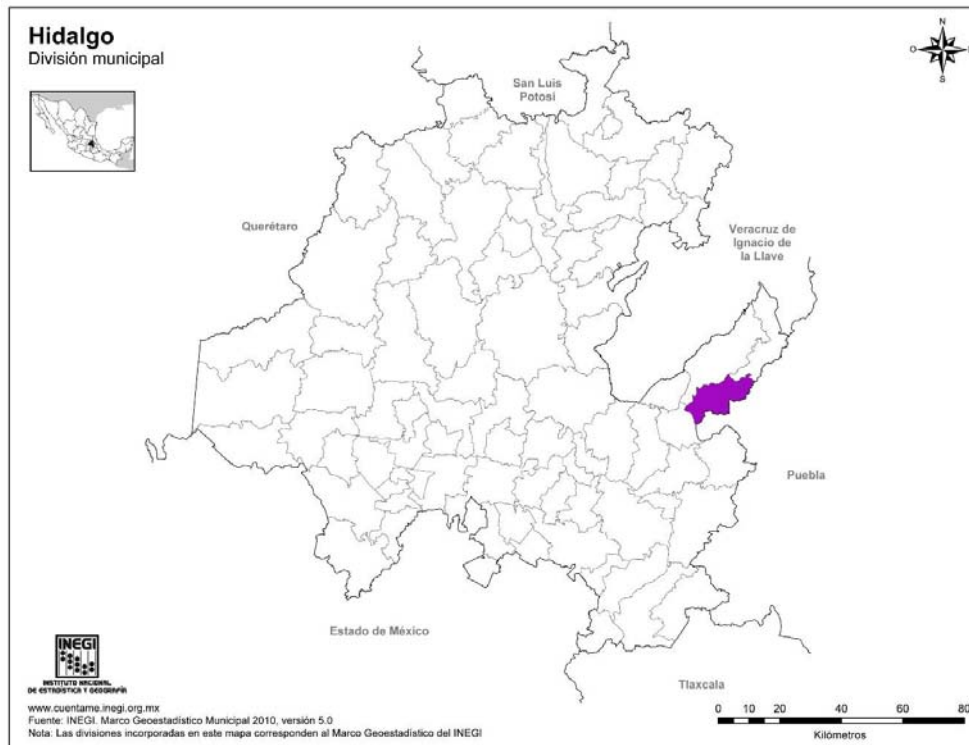 Hidalgo
División municipal
N
O
E
S
San Luis
Potosí
Querétaro
Veracruz de
Ignacio de
la Llave
Puebla
Estado de México
Tlaxcala
INEGI
INSTITUTO NACIONAL
DE ESTADÍSTICA Y GEOGRAFÍA
www.cuentame.inegi.org.mx
Fuente: INEGI. Marco Geoestadístico Municipal 2010, versión 5.0
Nota: Las divisiones incorporadas en este mapa corresponden al Marco Geoestadístico del INEGI
0 20 40 60 80
Kilómetros